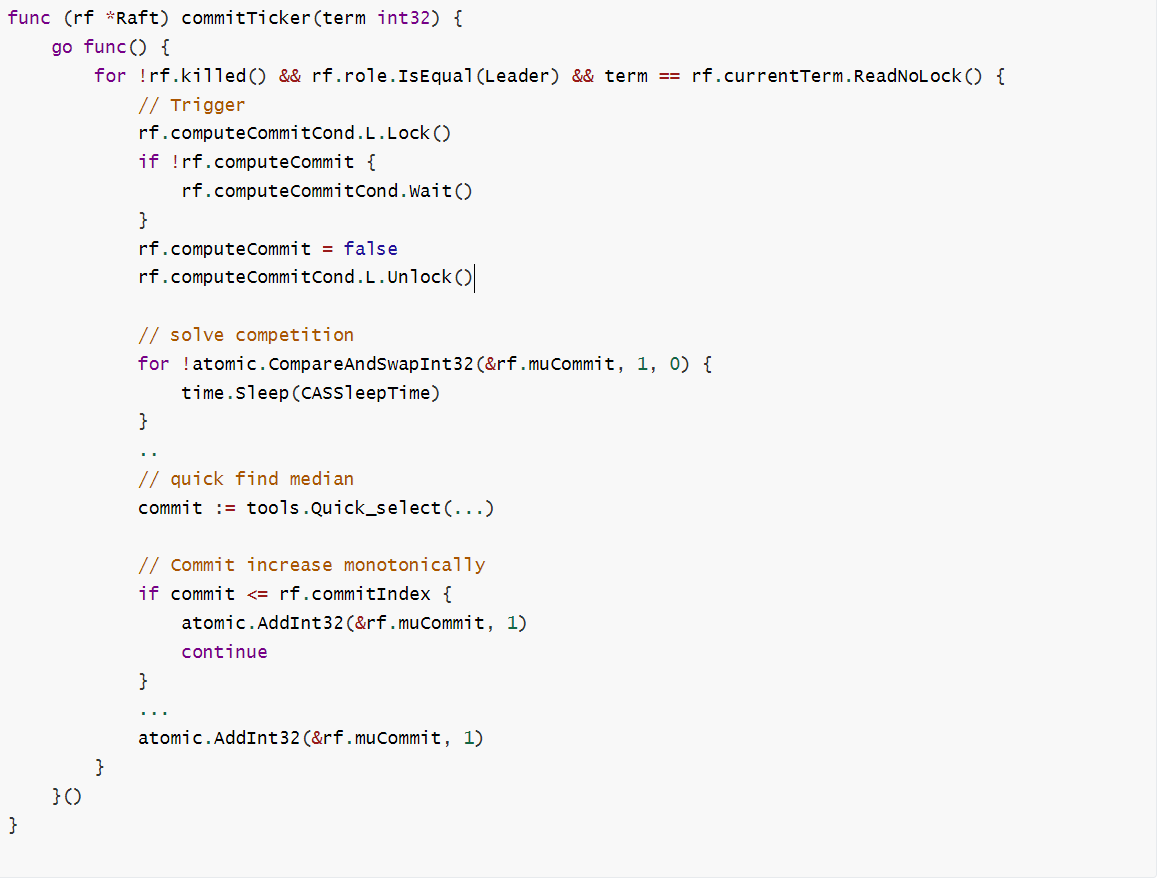 func (rf *Raft) commitTicker(term int32) {
    go func() {
        for !rf.killed() && rf.role.IsEqual(Leader) && term == rf.currentTerm.ReadNoLock() {
            // Trigger
            rf.computeCommitCond.L.Lock()
            if !rf.computeCommit {
                rf.computeCommitCond.Wait()
            }
            rf.computeCommit = false
            rf.computeCommitCond.L.Unlock()

            // solve competition
            for !atomic.CompareAndSwapInt32(&rf.muCommit, 1, 0) {
                time.Sleep(CASSleepTime)
            }
            ..
            // quick find median
            commit := tools.Quick_select(...)

            // Commit increase monotonically
            if commit <= rf.commitIndex {
                atomic.AddInt32(&rf.muCommit, 1)
                continue
            }
            ...
            atomic.AddInt32(&rf.muCommit, 1)
        }
    }()
}